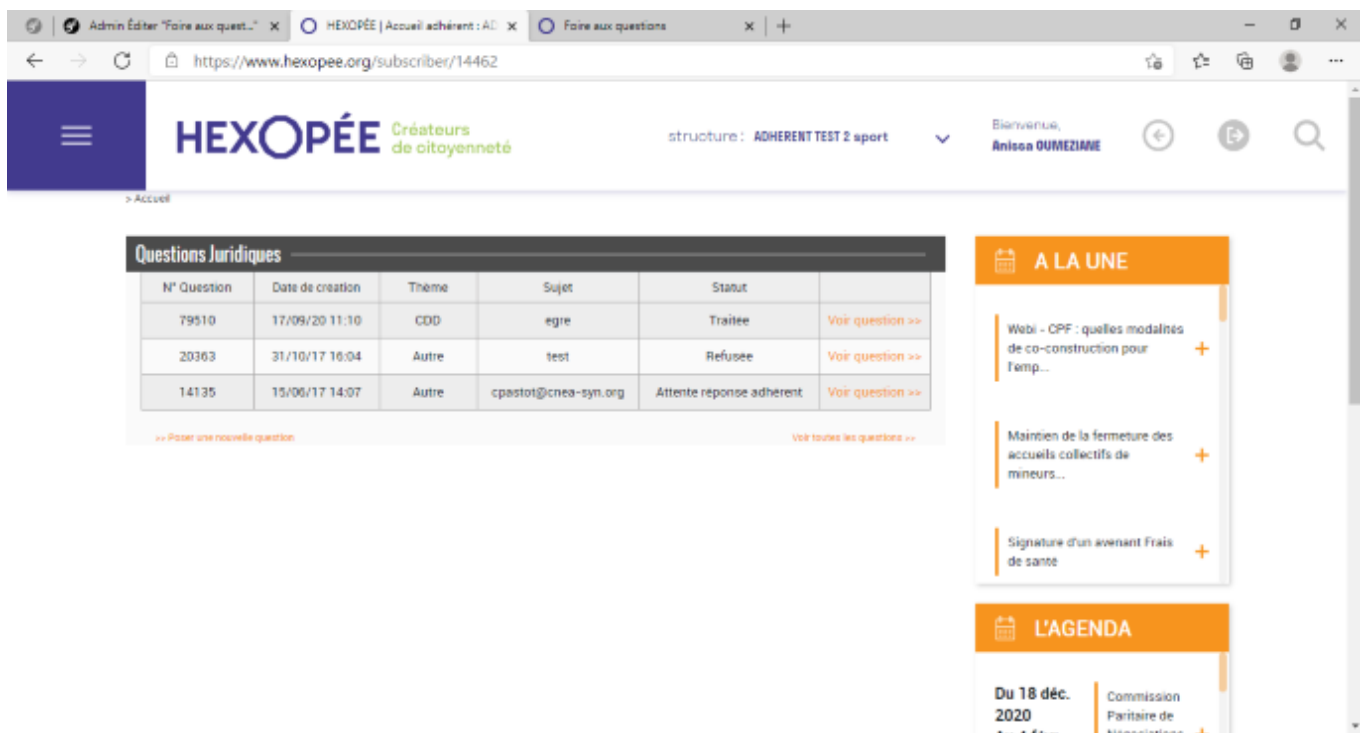 Admin Éditer "Foire aux quest..."
HEXOPÉE | Accueil adhérent : AD
Foire aux questions
https://www.hexopee.org/subscriber/14462
HEXOPÉE Créateurs
de citoyenneté
structure : ADHERENT TEST 2 sport
Bienvenue,
Anissa OUMEZIANE
> Accueil
Questions Juridiques
N° Question Date de creation Thème Sujet Statut
79510 17/09/20 11:10 CDD egre Traitée Voir question >>
20363 31/10/17 16:04 Autre test Refusée Voir question >>
14135 15/06/17 14:07 Autre cpastot@cnea-syn.org Attente réponse adhérent Voir question >>
>> Poser une nouvelle question
Voir toutes les questions >>
A LA UNE
Webi - CPF : quelles modalités
de co-construction pour
l'emp...
Maintien de la fermeture des
accueils collectifs de
mineurs...
Signature d'un avenant Frais
de santé
L'AGENDA
Du 18 déc.
2020
Commission
Paritaire de